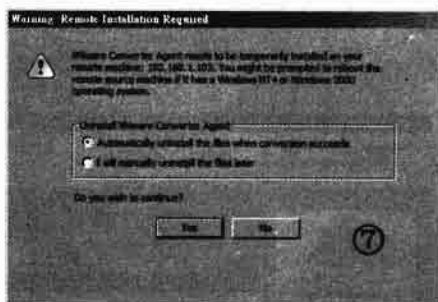 Warning: Remote Installation Required
VMware Converter Agent needs to be temporarily installed on your
remote machine: 192.168.1.103. You might be prompted to reboot the
remote source machine if it has a Windows NT4 or Windows 2000
operating system.
Uninstall VMware Converter Agent
Automatically uninstall the files when conversion succeeds
I will manually uninstall the files later
Do you wish to continue?
Yes
No
⑦